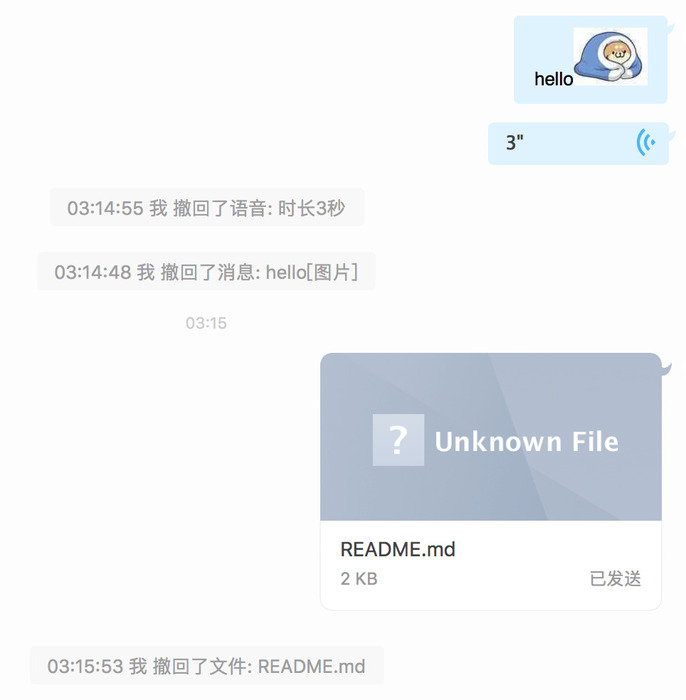 hello
3"
03:14:55 我 撤回了语音: 时长3秒
03:14:48 我 撤回了消息: hello[图片]
03:15
? Unknown File
README.md
2 KB 已发送
03:15:53 我 撤回了文件: README.md